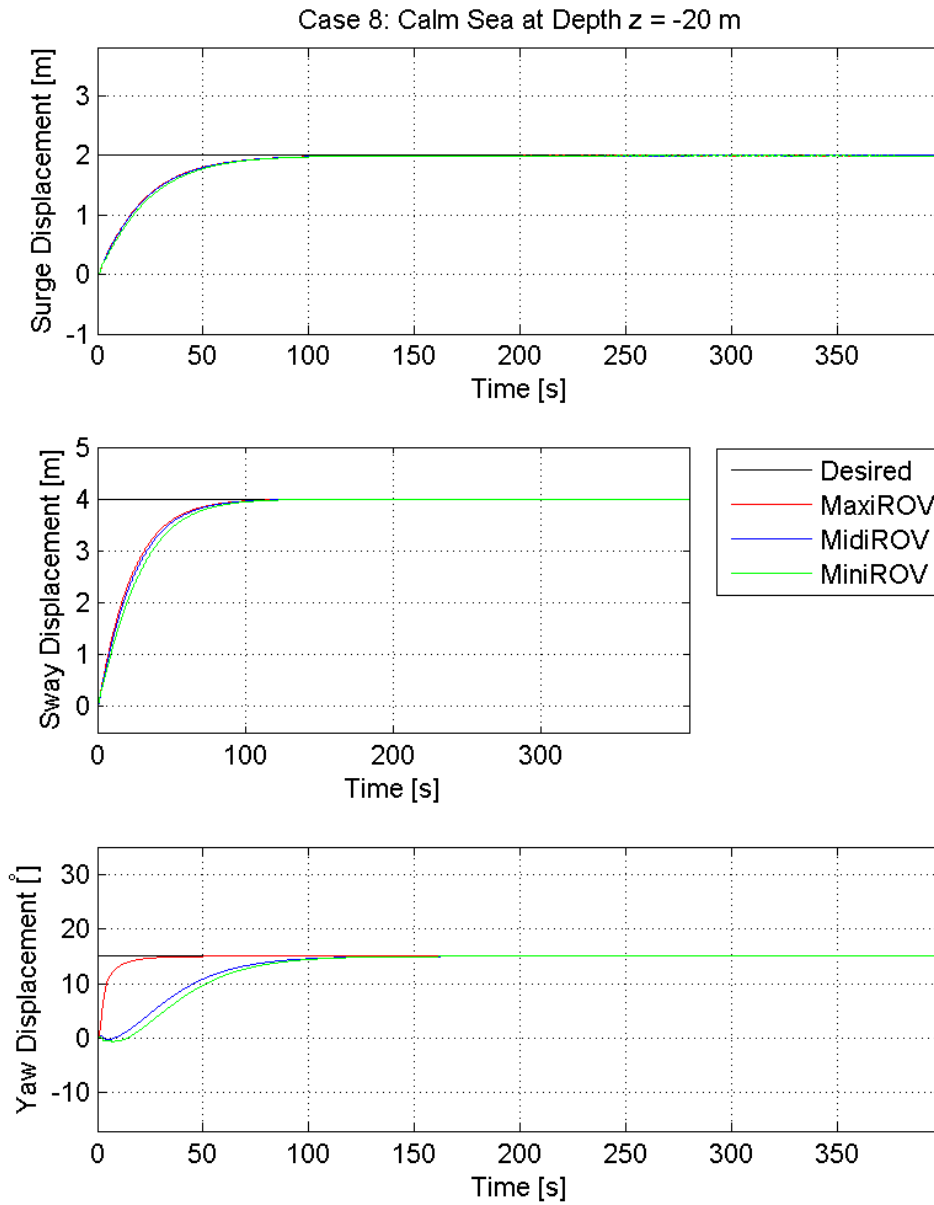 Case 8: Calm Sea at Depth z = -20 m
Surge Displacement [m]
3
2
1
0
-1
0 50 100 150 200 250 300 350
Time [s]
Sway Displacement [m]
5
4
3
2
1
0
0 100 200 300
Time [s]
Desired
MaxiROV
MidiROV
MiniROV
Yaw Displacement [°]
30
20
10
0
-10
0 50 100 150 200 250 300 350
Time [s]